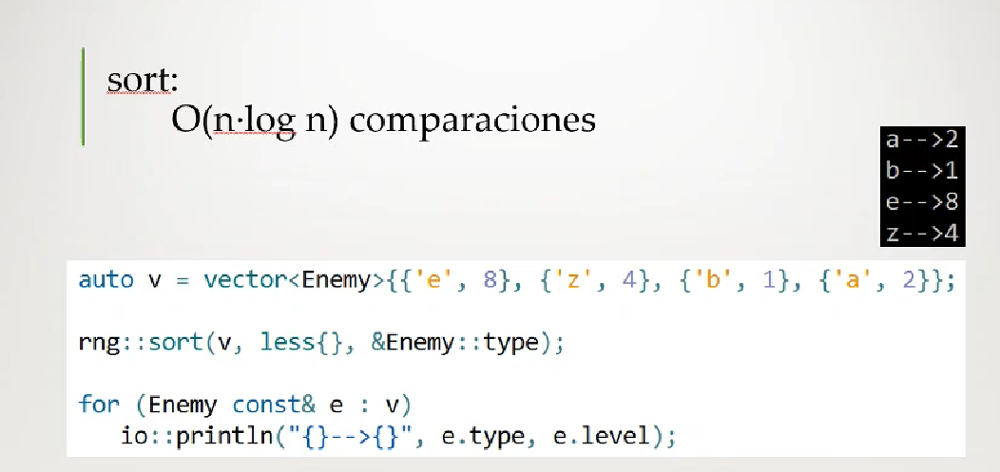 sort:
O(n·log n) comparaciones
a-->2
b-->1
e-->8
z-->4
auto v = vector<Enemy>{{'e', 8}, {'z', 4}, {'b', 1}, {'a', 2}};
rng::sort(v, less{}, &Enemy::type);
for (Enemy const& e : v)
io::println("{}-->{}", e.type, e.level);